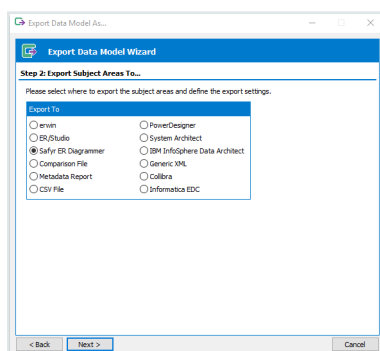 Export Data Model As...
Export Data Model Wizard
Step 2: Export Subject Areas To...
Please select where to export the subject areas and define the export settings.
Export To
erwin
PowerDesigner
ER/Studio
System Architect
Safyr ER Diagrammer
IBM InfoSphere Data Architect
Comparison File
Generic XML
Metadata Report
Collibra
CSV File
Informatica EDC
< Back
Next >
Cancel